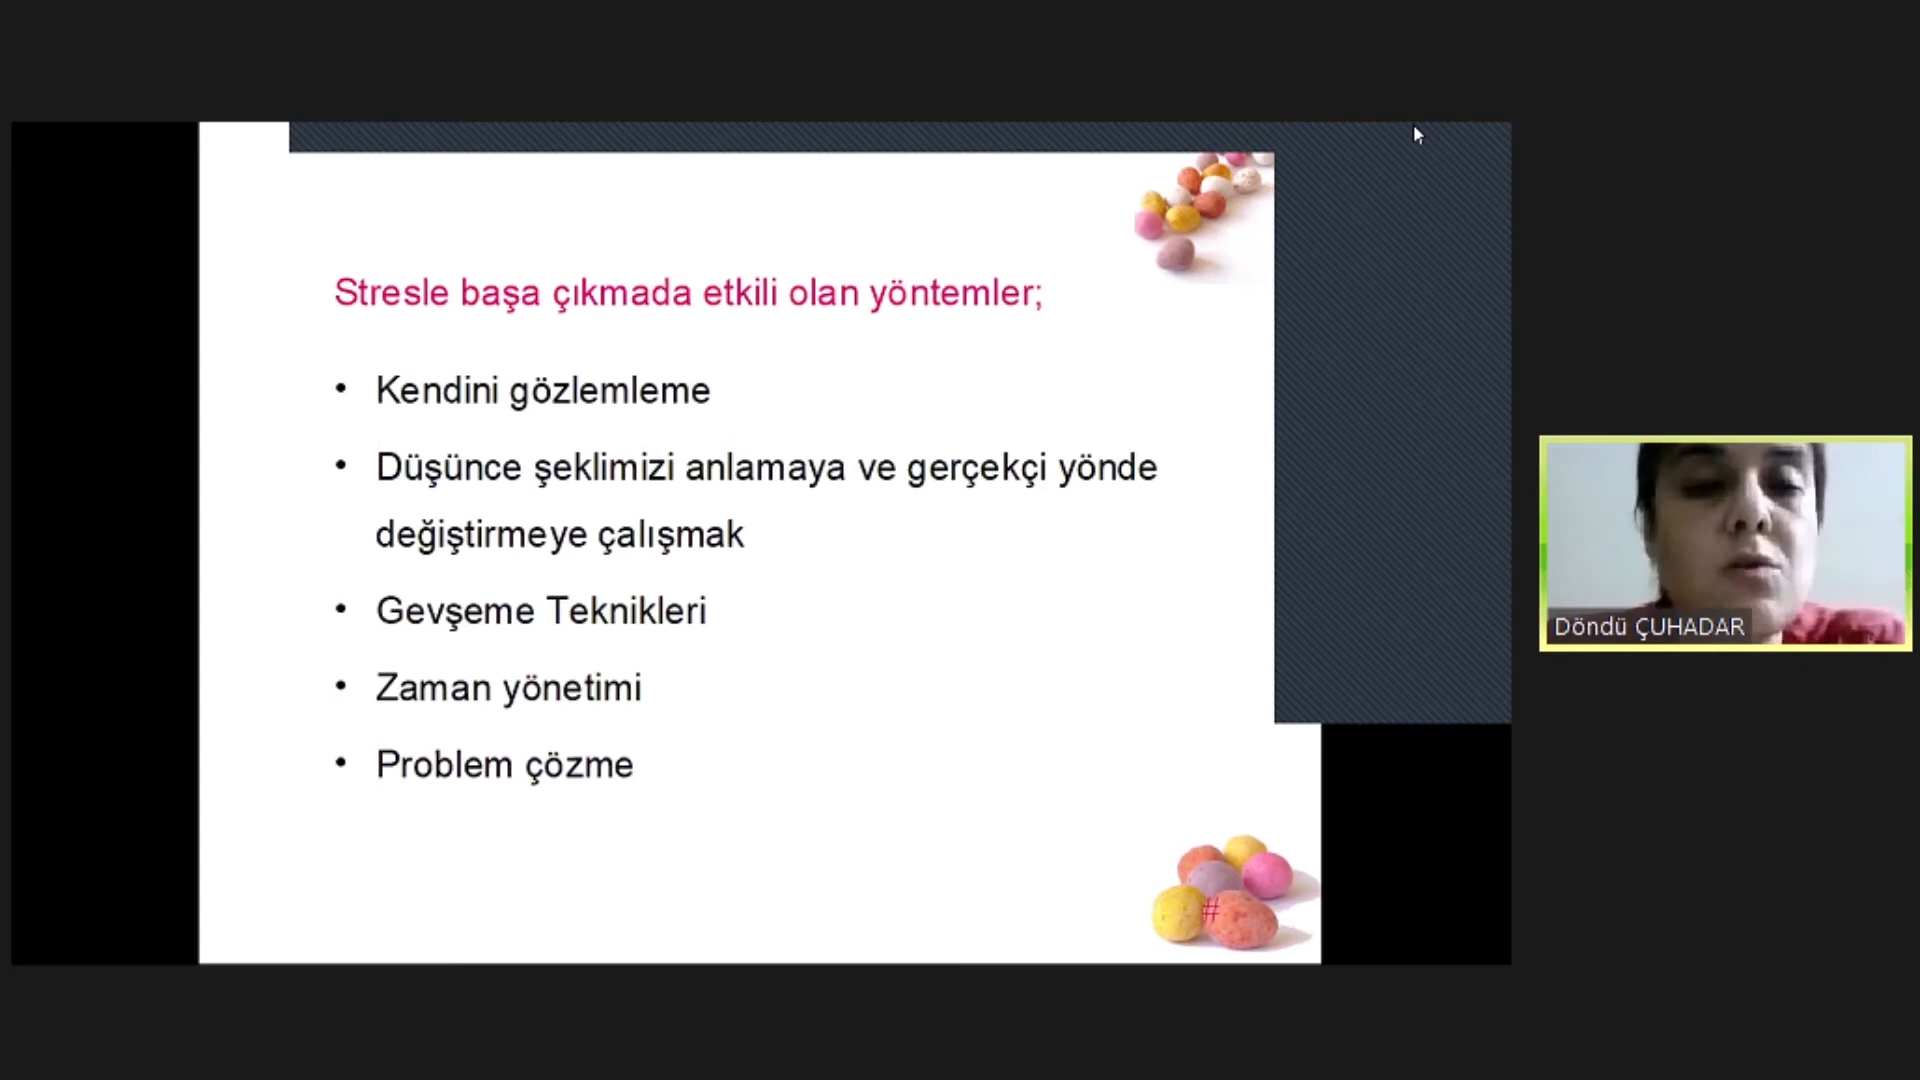 Stresle başa çıkmada etkili olan yöntemler;
• Kendini gözlemleme
• Düşünce şeklimizi anlamaya ve gerçekçi yönde
değiştirmeye çalışmak
• Gevşeme Teknikleri
• Zaman yönetimi
• Problem çözme
#
Döndü ÇUHADAR